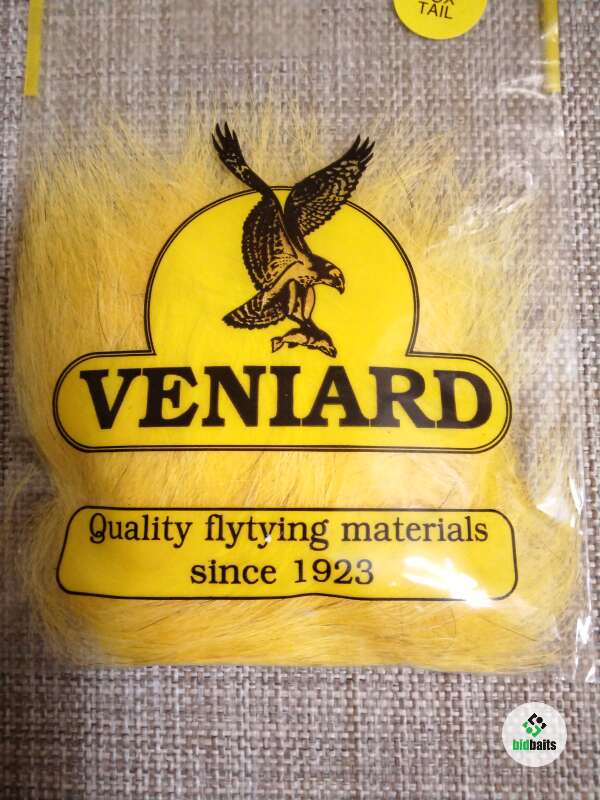 TAIL
VENIARD
Quality flytying materials
since 1923
bidbaits